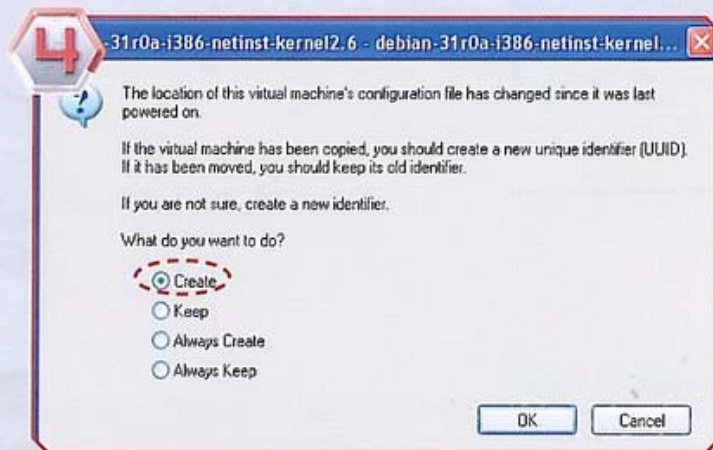 4
-31r0a-i386-netinst-kernel2.6 - debian-31r0a-i386-netinst-kernel...
The location of this virtual machine's configuration file has changed since it was last
powered on.
If the virtual machine has been copied, you should create a new unique identifier (UUID).
If it has been moved, you should keep its old identifier.
If you are not sure, create a new identifier.
What do you want to do?
Create
Keep
Always Create
Always Keep
OK
Cancel